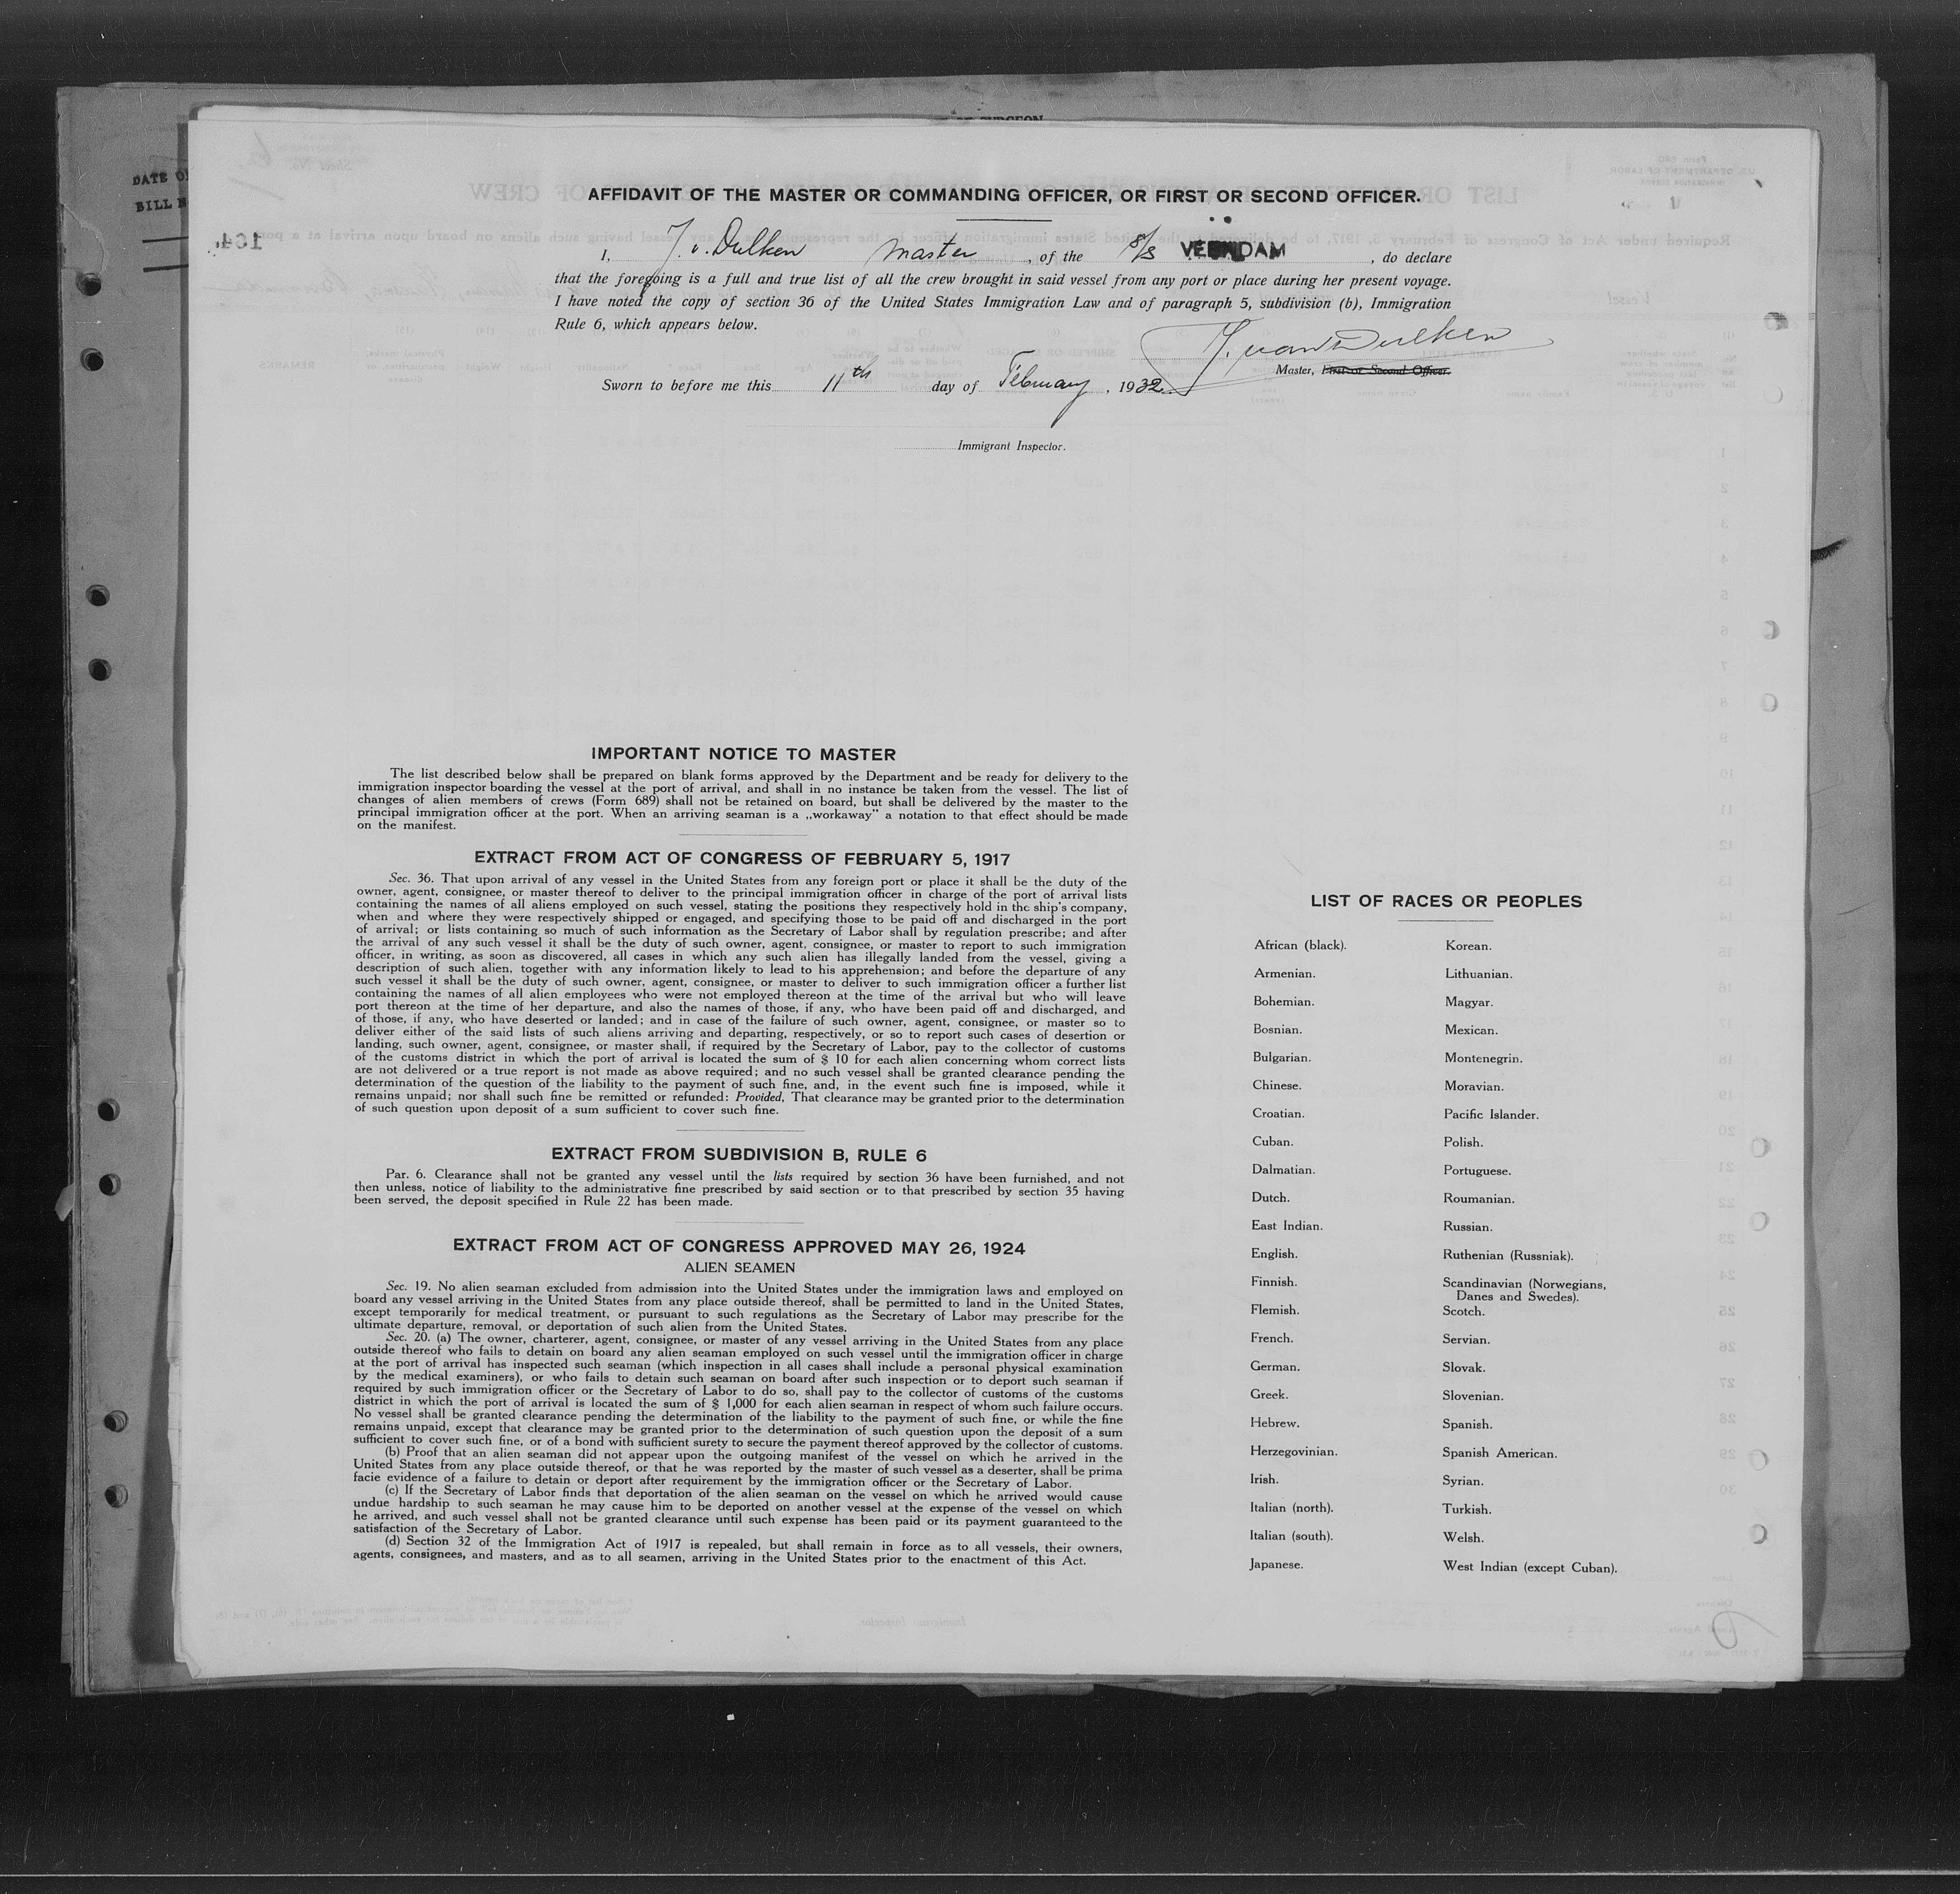 AFFIDAVIT OF THE MASTER OR COMMANDING OFFICER, OR FIRST OR SECOND OFFICER.
DATE
BILL
I, J. v. Dulken Master, of the S/S VEENDAM, do declare
that the foregoing is a full and true list of all the crew brought in said vessel from any port or place during her present voyage.
I have noted the copy of section 36 of the United States Immigration Law and of paragraph 5, subdivision (b), Immigration
Rule 6, which appears below.
J. van Dulken
Master, First or Second Officer.
Sworn to before me this 11th day of February, 1932
Immigrant Inspector.
IMPORTANT NOTICE TO MASTER
The list described below shall be prepared on blank forms approved by the Department and be ready for delivery to the
immigration inspector boarding the vessel at the port of arrival, and shall in no instance be taken from the vessel. The list of
changes of alien members of crews (Form 689) shall not be retained on board, but shall be delivered by the master to the
principal immigration officer at the port. When an arriving seaman is a „workaway” a notation to that effect should be made
on the manifest.
EXTRACT FROM ACT OF CONGRESS OF FEBRUARY 5, 1917
Sec. 36. That upon arrival of any vessel in the United States from any foreign port or place it shall be the duty of the
owner, agent, consignee, or master thereof to deliver to the principal immigration officer in charge of the port of arrival lists
containing the names of all aliens employed on such vessel, stating the positions they respectively hold in the ship's company,
when and where they were respectively shipped or engaged, and specifying those to be paid off and discharged in the port
of arrival; or lists containing so much of such information as the Secretary of Labor shall by regulation prescribe; and after
the arrival of any such vessel it shall be the duty of such owner, agent, consignee, or master to report to such immigration
officer, in writing, as soon as discovered, all cases in which any such alien has illegally landed from the vessel, giving a
description of such alien, together with any information likely to lead to his apprehension; and before the departure of any
such vessel it shall be the duty of such owner, agent, consignee, or master to deliver to such immigration officer a further list
containing the names of all alien employees who were not employed thereon at the time of the arrival but who will leave
port thereon at the time of her departure, and also the names of those, if any, who have been paid off and discharged, and
of those, if any, who have deserted or landed; and in case of the failure of such owner, agent, consignee, or master so to
deliver either of the said lists of such aliens arriving and departing, respectively, or so to report such cases of desertion or
landing, such owner, agent, consignee, or master shall, if required by the Secretary of Labor, pay to the collector of customs
of the customs district in which the port of arrival is located the sum of $ 10 for each alien concerning whom correct lists
are not delivered or a true report is not made as above required; and no such vessel shall be granted clearance pending the
determination of the question of the liability to the payment of such fine, and, in the event such fine is imposed, while it
remains unpaid; nor shall such fine be remitted or refunded: Provided, That clearance may be granted prior to the determination
of such question upon deposit of a sum sufficient to cover such fine.
EXTRACT FROM SUBDIVISION B, RULE 6
Par. 6. Clearance shall not be granted any vessel until the lists required by section 36 have been furnished, and not
then unless, notice of liability to the administrative fine prescribed by said section or to that prescribed by section 35 having
been served, the deposit specified in Rule 22 has been made.
EXTRACT FROM ACT OF CONGRESS APPROVED MAY 26, 1924
ALIEN SEAMEN
Sec. 19. No alien seaman excluded from admission into the United States under the immigration laws and employed on
board any vessel arriving in the United States from any place outside thereof, shall be permitted to land in the United States,
except temporarily for medical treatment, or pursuant to such regulations as the Secretary of Labor may prescribe for the
ultimate departure, removal, or deportation of such alien from the United States.
Sec. 20. (a) The owner, charterer, agent, consignee, or master of any vessel arriving in the United States from any place
outside thereof who fails to detain on board any alien seaman employed on such vessel until the immigration officer in charge
at the port of arrival has inspected such seaman (which inspection in all cases shall include a personal physical examination
by the medical examiners), or who fails to detain such seaman on board after such inspection or to deport such seaman if
required by such immigration officer or the Secretary of Labor to do so, shall pay to the collector of customs of the customs
district in which the port of arrival is located the sum of $ 1,000 for each alien seaman in respect of whom such failure occurs.
No vessel shall be granted clearance pending the determination of the liability to the payment of such fine, or while the fine
remains unpaid, except that clearance may be granted prior to the determination of such question upon the deposit of a sum
sufficient to cover such fine, or of a bond with sufficient surety to secure the payment thereof approved by the collector of customs.
(b) Proof that an alien seaman did not appear upon the outgoing manifest of the vessel on which he arrived in the
United States from any place outside thereof, or that he was reported by the master of such vessel as a deserter, shall be prima
facie evidence of a failure to detain or deport after requirement by the immigration officer or the Secretary of Labor.
(c) If the Secretary of Labor finds that deportation of the alien seaman on the vessel on which he arrived would cause
undue hardship to such seaman he may cause him to be deported on another vessel at the expense of the vessel on which
he arrived, and such vessel shall not be granted clearance until such expense has been paid or its payment guaranteed to the
satisfaction of the Secretary of Labor.
(d) Section 32 of the Immigration Act of 1917 is repealed, but shall remain in force as to all vessels, their owners,
agents, consignees, and masters, and as to all seamen, arriving in the United States prior to the enactment of this Act.
LIST OF RACES OR PEOPLES
African (black).
Armenian.
Bohemian.
Bosnian.
Bulgarian.
Chinese.
Croatian.
Cuban.
Dalmatian.
Dutch.
East Indian.
English.
Finnish.
Flemish.
French.
German.
Greek.
Hebrew.
Herzegovinian.
Irish.
Italian (north).
Italian (south).
Japanese.
Korean.
Lithuanian.
Magyar.
Mexican.
Montenegrin.
Moravian.
Pacific Islander.
Polish.
Portuguese.
Roumanian.
Russian.
Ruthenian (Russniak).
Scandinavian (Norwegians,
Danes and Swedes).
Scotch.
Servian.
Slovak.
Slovenian.
Spanish.
Spanish American.
Syrian.
Turkish.
Welsh.
West Indian (except Cuban).